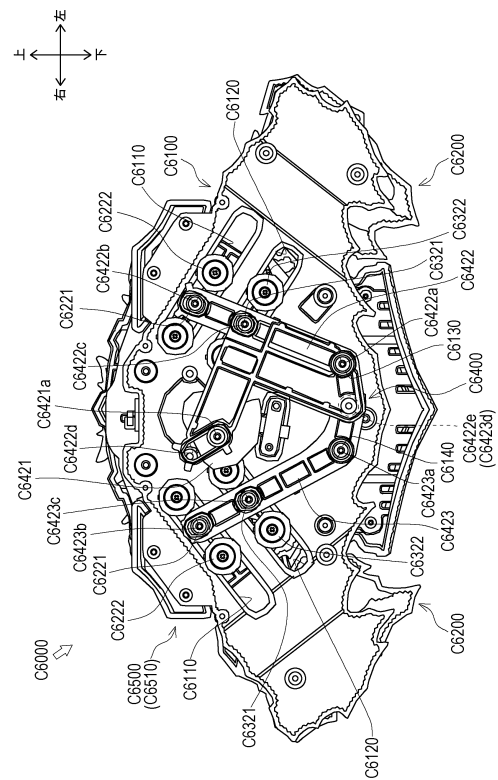 左
上
下
右
C6120
C6100
C6110
C6222
C6422b
C6221
C6422c
C6421a
C6422d
C6421
C6423c
C6423b
C6221
C6222
C6500
(C6510)
C6110
C6000
C6321
C6120
C6200
C6322
C6423
C6423a
C6140
C6422e
(C6423d)
C6400
C6130
C6422a
C6422
C6321
C6322
C6200